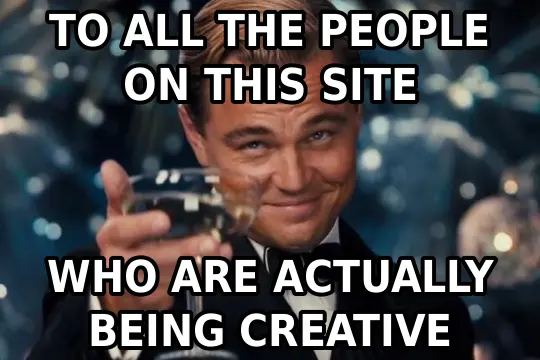 TO ALL THE PEOPLE
ON THIS SITE
WHO ARE ACTUALLY
BEING CREATIVE